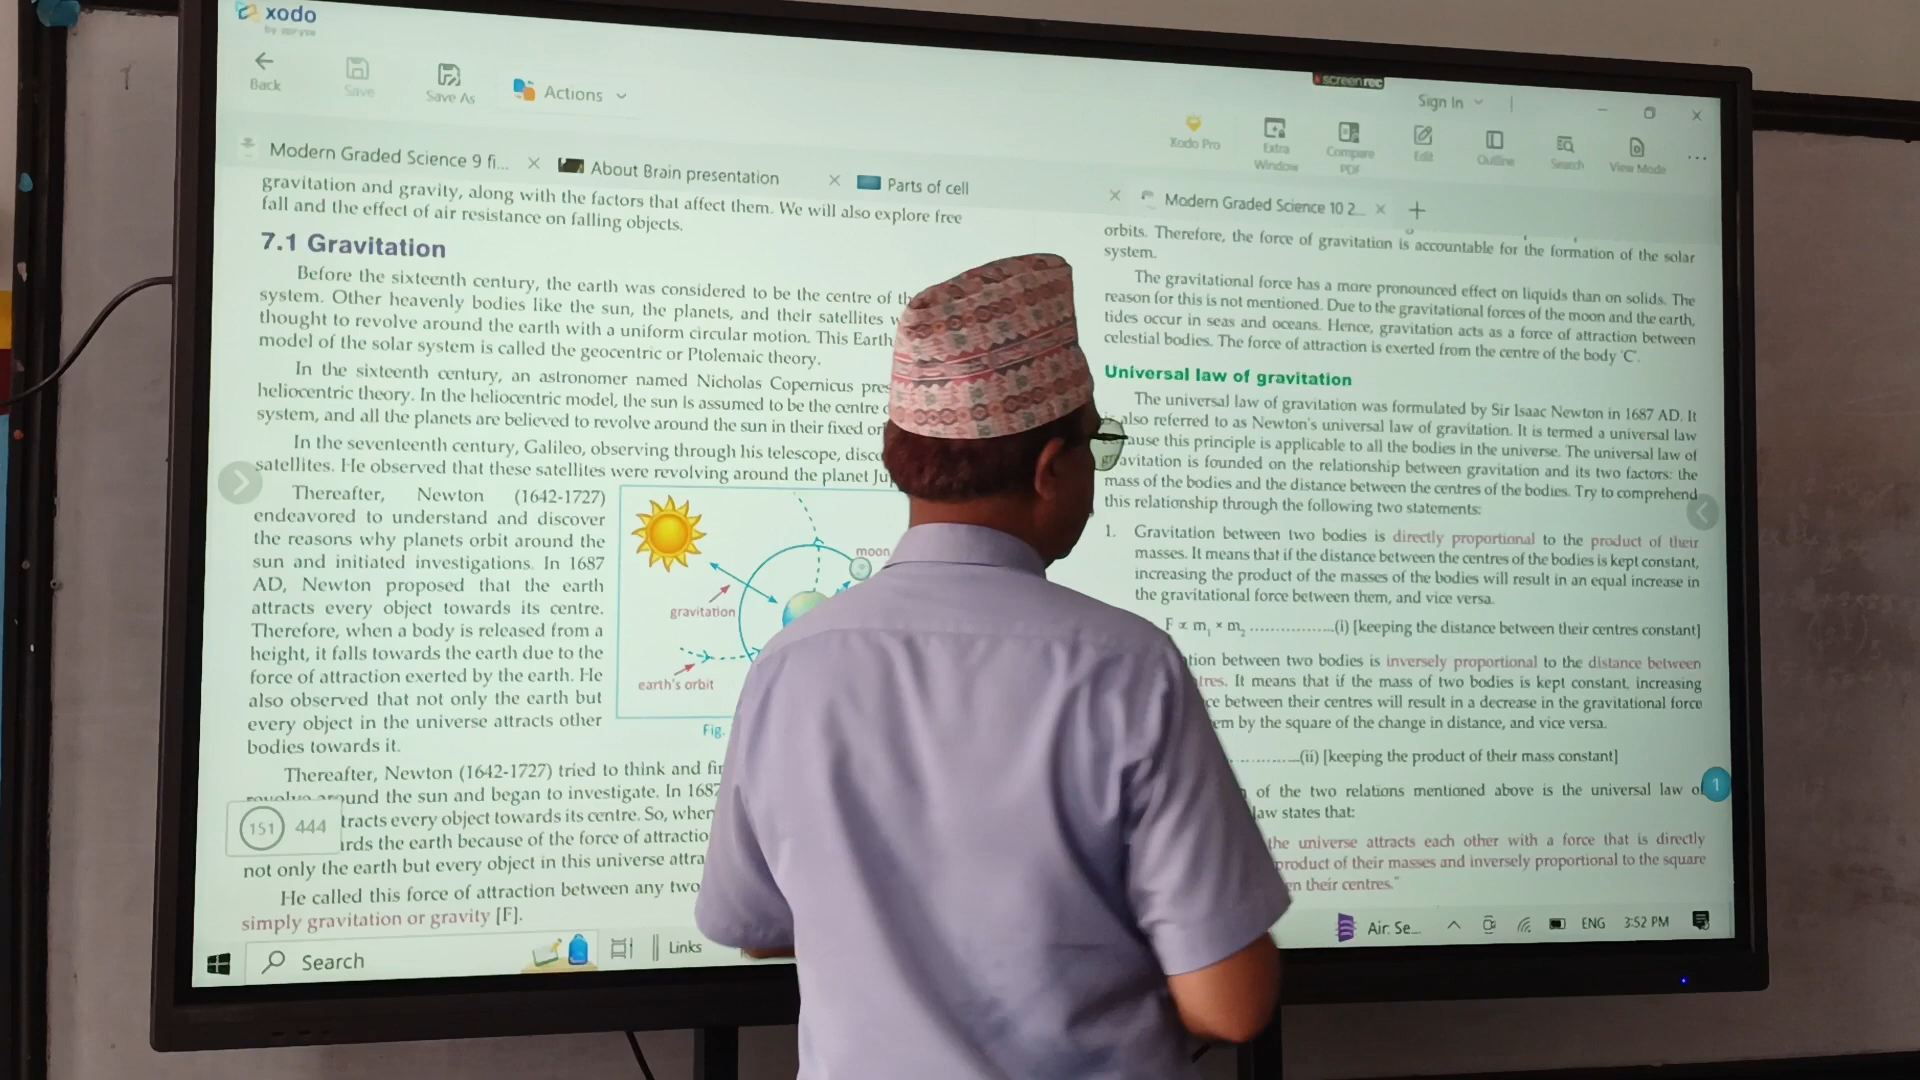 xodo
Back
Save
Save As
Actions
screenrec
Sign In
Xodo Pro
Extra Window
Compare PDF
Edit
Outline
Search
View Mode
Modern Graded Science 9 fi...
About Brain presentation
Parts of cell
Modern Graded Science 10 2...
gravitation and gravity, along with the factors that affect them. We will also explore free
fall and the effect of air resistance on falling objects.
7.1 Gravitation
Before the sixteenth century, the earth was considered to be the centre of
system. Other heavenly bodies like the sun, the planets, and their satellites
thought to revolve around the earth with a uniform circular motion. This Earth
model of the solar system is called the geocentric or Ptolemaic theory.
In the sixteenth century, an astronomer named Nicholas Copernicus
heliocentric theory. In the heliocentric model, the sun is assumed to be the centre
system, and all the planets are believed to revolve around the sun in their fixed
In the seventeenth century, Galileo, observing through his telescope,
satellites. He observed that these satellites were revolving around the planet
Thereafter, Newton (1642-1727)
endeavored to understand and discover
the reasons why planets orbit around the
sun and initiated investigations. In 1687
AD, Newton proposed that the earth
attracts every object towards its centre.
Therefore, when a body is released from a
height, it falls towards the earth due to the
force of attraction exerted by the earth. He
also observed that not only the earth but
every object in the universe attracts other
bodies towards it.
moon
gravitation
earth's orbit
Fig.
Thereafter, Newton (1642-1727) tried to think and
around the sun and began to investigate. In 1687
tracts every object towards its centre. So, when
rds the earth because of the force of
not only the earth but every object in this universe
He called this force of attraction between any two
simply gravitation or gravity [F].
151 444
orbits. Therefore, the force of gravitation is accountable for the formation of the solar
system.
The gravitational force has a more pronounced effect on liquids than on solids. The
reason for this is not mentioned. Due to the gravitational forces of the moon and the earth,
tides occur in seas and oceans. Hence, gravitation acts as a force of attraction between
celestial bodies. The force of attraction is exerted from the centre of the body 'C'.
Universal law of gravitation
The universal law of gravitation was formulated by Sir Isaac Newton in 1687 AD. It
also referred to as Newton's universal law of gravitation. It is termed a universal law
ause this principle is applicable to all the bodies in the universe. The universal law of
gravitation is founded on the relationship between gravitation and its two factors: the
mass of the bodies and the distance between the centres of the bodies. Try to comprehend
this relationship through the following two statements:
1. Gravitation between two bodies is directly proportional to the product of their
masses. It means that if the distance between the centres of the bodies is kept constant,
increasing the product of the masses of the bodies will result in an equal increase in
the gravitational force between them, and vice versa.
F ∝ m₁ × m₂ ................(i) [keeping the distance between their centres constant]
tion between two bodies is inversely proportional to the distance between
tres. It means that if the mass of two bodies is kept constant, increasing
ce between their centres will result in a decrease in the gravitational force
em by the square of the change in distance, and vice versa.
..............(ii) [keeping the product of their mass constant]
of the two relations mentioned above is the universal law of
law states that:
the universe attracts each other with a force that is directly
product of their masses and inversely proportional to the square
en their centres."
1
Search
Links
Air: Se...
ENG
3:52 PM